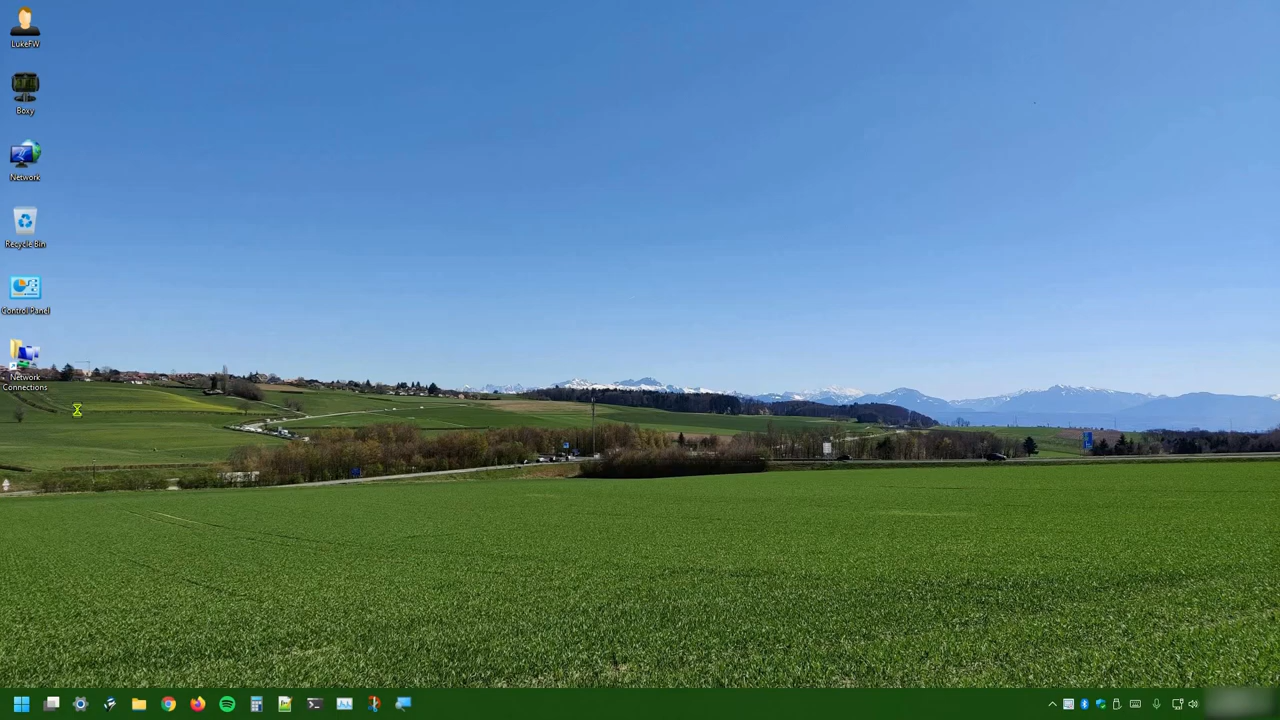 LukeFW
Boxy
Network
Recycle Bin
Control Panel
Network
Connections